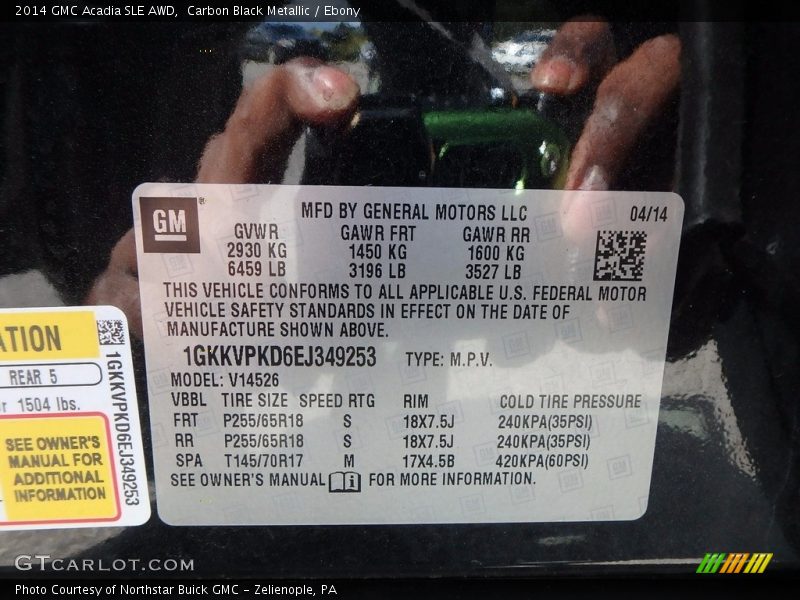 2014 GMC Acadia SLE AWD,  Carbon Black Metallic / Ebony
GM
MFD BY GENERAL MOTORS LLC 04/14
GVWR GAWR FRT GAWR RR
2930 KG 1450 KG 1600 KG
6459 LB 3196 LB 3527 LB
THIS VEHICLE CONFORMS TO ALL APPLICABLE U.S. FEDERAL MOTOR
VEHICLE SAFETY STANDARDS IN EFFECT ON THE DATE OF
MANUFACTURE SHOWN ABOVE.
1GKKVPKD6EJ349253 TYPE: M.P.V.
MODEL: V14526
VBBL TIRE SIZE SPEED RTG RIM COLD TIRE PRESSURE
FRT P255/65R18 S 18X7.5J 240KPA(35PSI)
RR P255/65R18 S 18X7.5J 240KPA(35PSI)
SPA T145/70R17 M 17X4.5B 420KPA(60PSI)
SEE OWNER'S MANUAL FOR MORE INFORMATION.
ATION
REAR 5
r 1504 lbs.
SEE OWNER'S
MANUAL FOR
ADDITIONAL
INFORMATION
1GKKVPKD6EJ349253
GTCARLOT.COM
Photo Courtesy of Northstar Buick GMC – Zelienople, PA